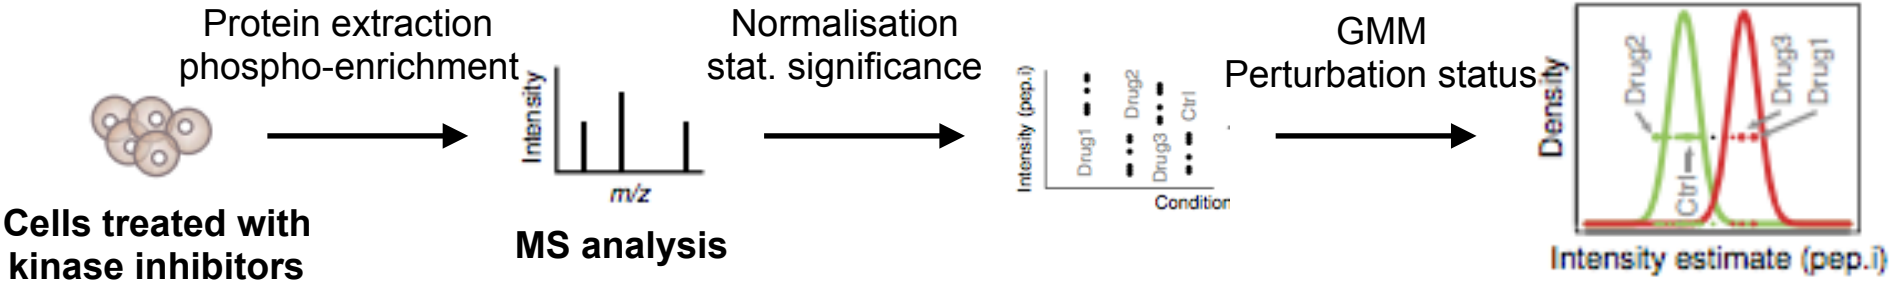 Protein extraction
phospho-enrichment
Normalisation
stat. significance
GMM
Perturbation status
Cells treated with
kinase inhibitors
Intensity
m/z
MS analysis
Intensity (pep.i)
Drug1
Drug2
Drug3
Ctrl
Condition
Density
Drug2
Ctrl
Drug3
Drug1
Intensity estimate (pep.i)